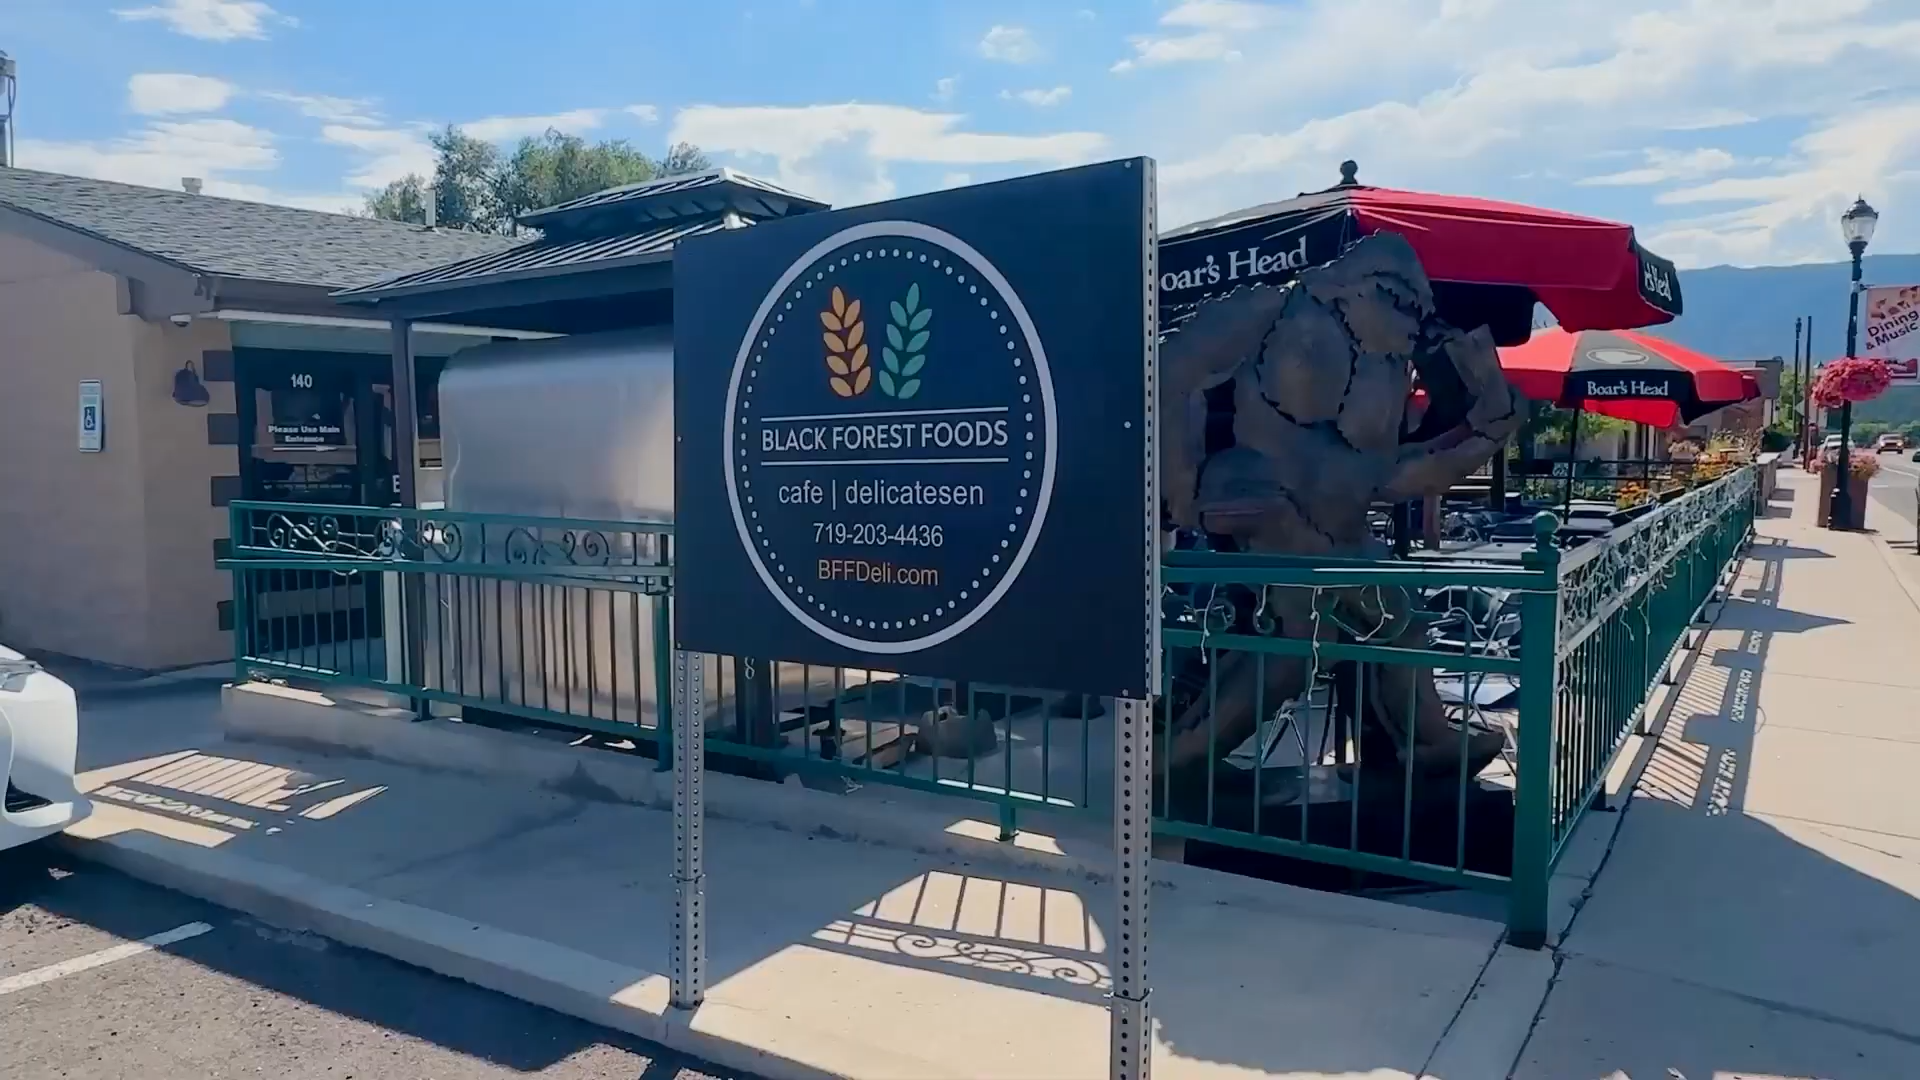 BLACK FOREST FOODS
cafe | delicatesen
719-203-4436
BFFDeli.com
140
Please Use Main
Entrance
oar's Head
Boar's Head
Dining
& Music